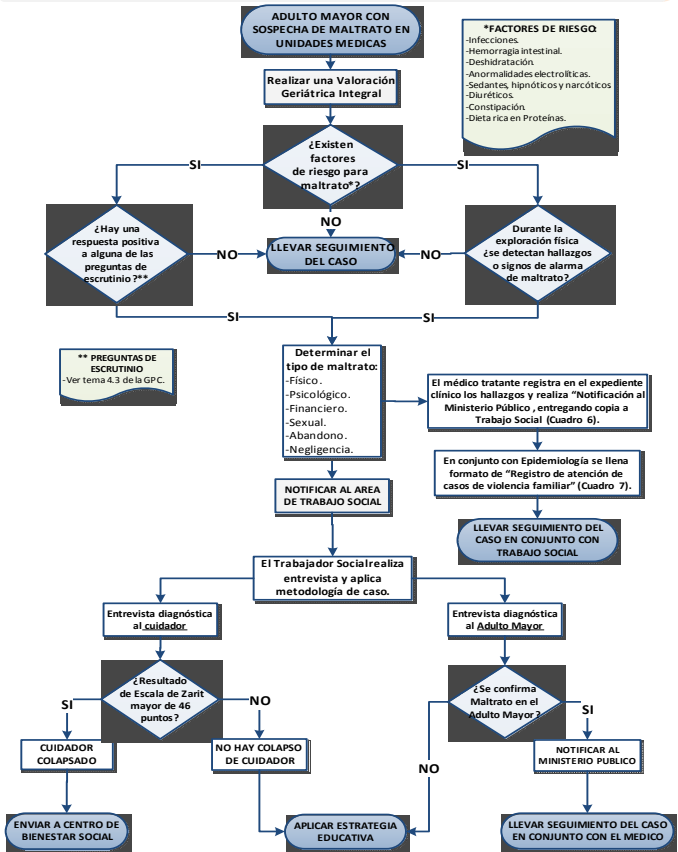 ADULTO MAYOR CON
SOSPECHA DE MALTRATO EN
UNIDADES MEDICAS
*FACTORES DE RIESGO:
-Infecciones.
-Hemorragia intestinal.
-Deshidratación.
-Anormalidades electrolíticas.
-Sedantes, hipnóticos y narcóticos
-Diuréticos.
-Constipación.
-Dieta rica en Proteínas.
Realizar una Valoración
Geriátrica Integral
¿Existen
factores
de riesgo para
maltrato*?
SI
SI
NO
¿Hay una
respuesta positiva
a alguna de las
preguntas de
escrutinio?**
NO
LLEVAR SEGUIMIENTO
DEL CASO
NO
Durante la
exploración física
¿se detectan hallazgos
o signos de alarma
de maltrato?
SI
SI
** PREGUNTAS DE
ESCRUTINIO
-Ver tema 4.3 de la GPC.
Determinar el
tipo de maltrato:
-Físico.
-Psicológico.
-Financiero.
-Sexual.
-Abandono.
-Negligencia.
El médico tratante registra en el expediente
clínico los hallazgos y realiza “Notificación al
Ministerio Público, entregando copia a
Trabajo Social (Cuadro 6).
En conjunto con Epidemiología se llena
formato de “Registro de atención de
casos de violencia familiar” (Cuadro 7).
NOTIFICAR AL AREA
DE TRABAJO SOCIAL
LLEVAR SEGUIMIENTO DEL
CASO EN CONJUNTO CON
TRABAJO SOCIAL
El Trabajador Socialrealiza
entrevista y aplica
metodología de caso.
Entrevista diagnóstica
al cuidador
Entrevista diagnóstica
al Adulto Mayor
¿Resultado
de Escala de Zarit
mayor de 46
puntos?
SI
NO
¿Se confirma
Maltrato en el
Adulto Mayor?
SI
NO
CUIDADOR
COLAPSADO
NO HAY COLAPSO
DE CUIDADOR
NOTIFICAR AL
MINISTERIO PUBLICO
ENVIAR A CENTRO DE
BIENESTAR SOCIAL
APLICAR ESTRATEGIA
EDUCATIVA
LLEVAR SEGUIMIENTO DEL CASO
EN CONJUNTO CON EL MEDICO